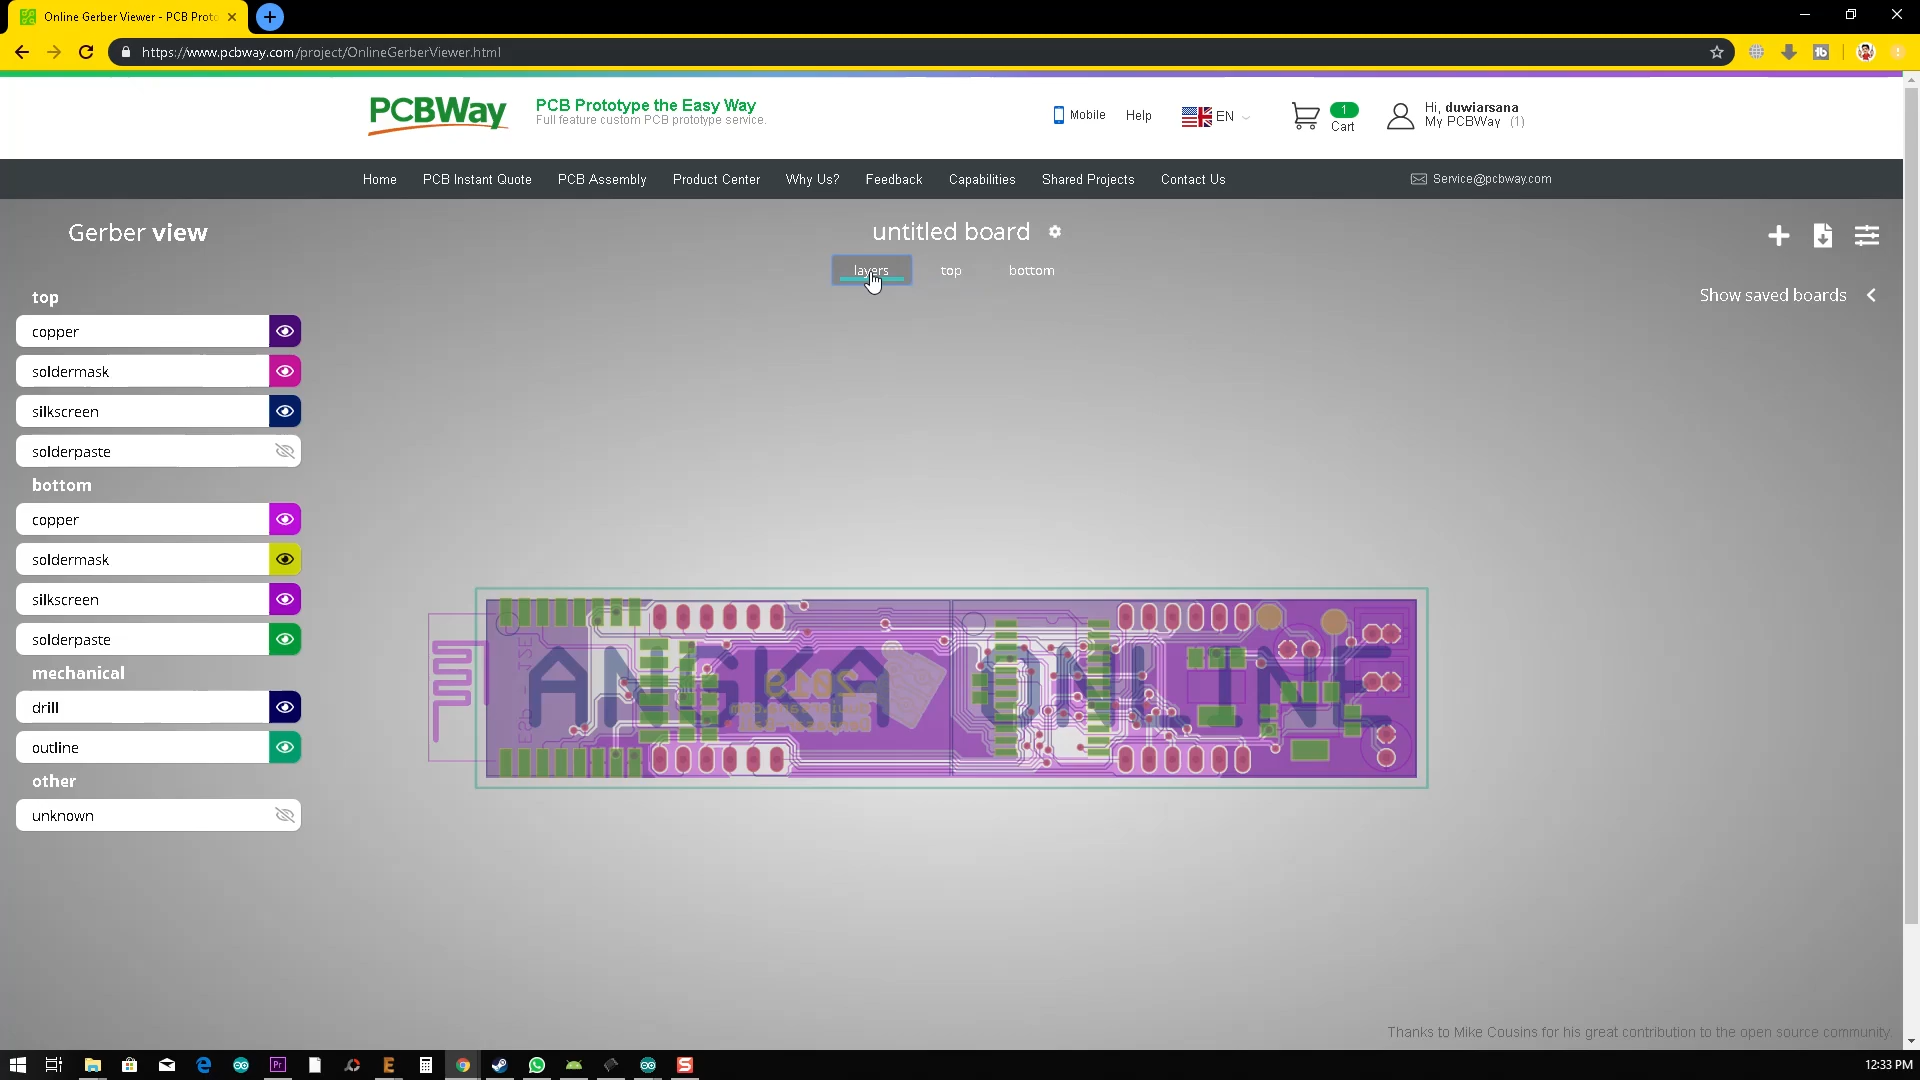 Online Gerber Viewer - PCB Proto
https://www.pcbway.com/project/OnlineGerberViewer.html
PCBWay
PCB Prototype the Easy Way
Full feature custom PCB prototype service.
Mobile
Help
EN
1
Cart
Hi, duwiarsana
My PCBWay (1)
Home
PCB Instant Quote
PCB Assembly
Product Center
Why Us?
Feedback
Capabilities
Shared Projects
Contact Us
Service@pcbway.com
Gerber view
untitled board
layers
top
bottom
Show saved boards
top
copper
soldermask
silkscreen
solderpaste
bottom
copper
soldermask
silkscreen
solderpaste
mechanical
drill
outline
other
unknown
ANGKA ONLINE
2019
Thanks to Mike Cousins for his great contribution to the open source community.
12:33 PM